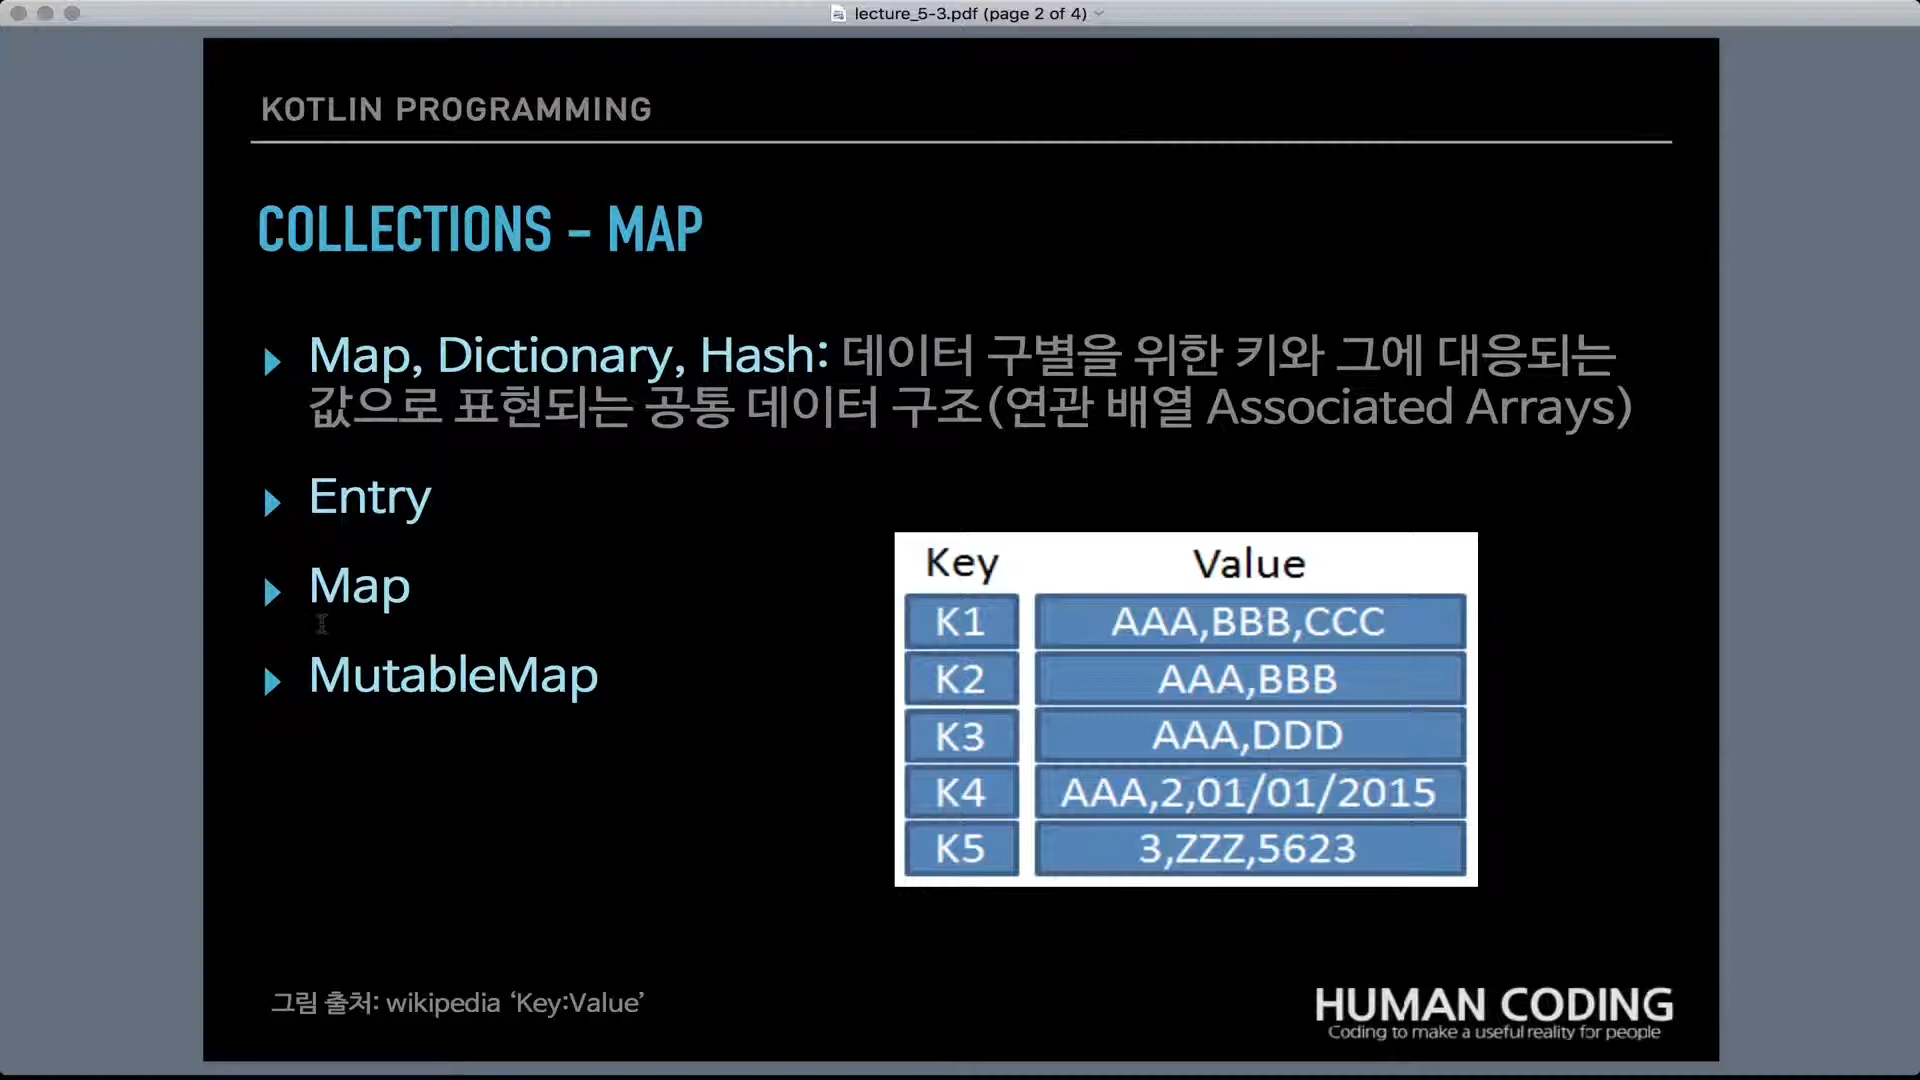 lecture_5-3.pdf (page 2 of 4)
KOTLIN PROGRAMMING
COLLECTIONS – MAP
Map, Dictionary, Hash: 데이터 구별을 위한 키와 그에 대응되는
값으로 표현되는 공통 데이터 구조(연관 배열 Associated Arrays)
Entry
Map
MutableMap
Key Value
K1 AAA,BBB,CCC
K2 AAA,BBB
K3 AAA,DDD
K4 AAA,2,01/01/2015
K5 3,ZZZ,5623
그림 출처: wikipedia ‘Key:Value’
HUMAN CODING
Coding to make a useful reality for people